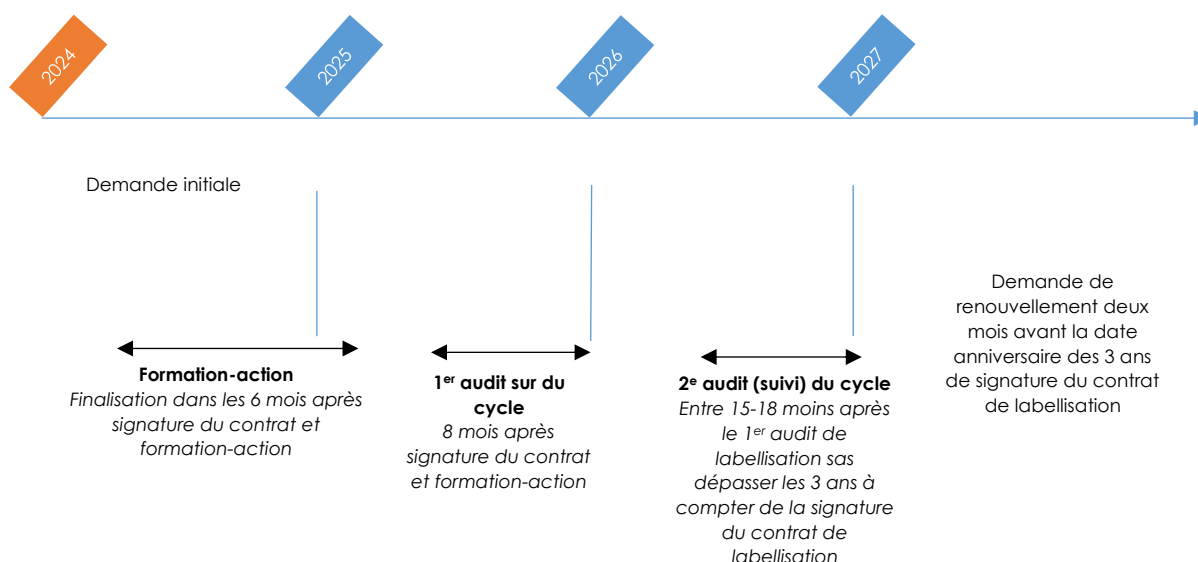 2024
2025
2026
2027
Demande initiale
Formation-action
Finalisation dans les 6 mois après
signature du contrat et
formation-action
1er audit sur du
cycle
8 mois après
signature du contrat
et formation-action
2e audit (suivi) du cycle
Entre 15-18 moins après
le 1er audit de
labellisation sas
dépasser les 3 ans à
compter de la signature
du contrat de
labellisation
Demande de
renouvellement deux
mois avant la date
anniversaire des 3 ans
de signature du contrat
de labellisation